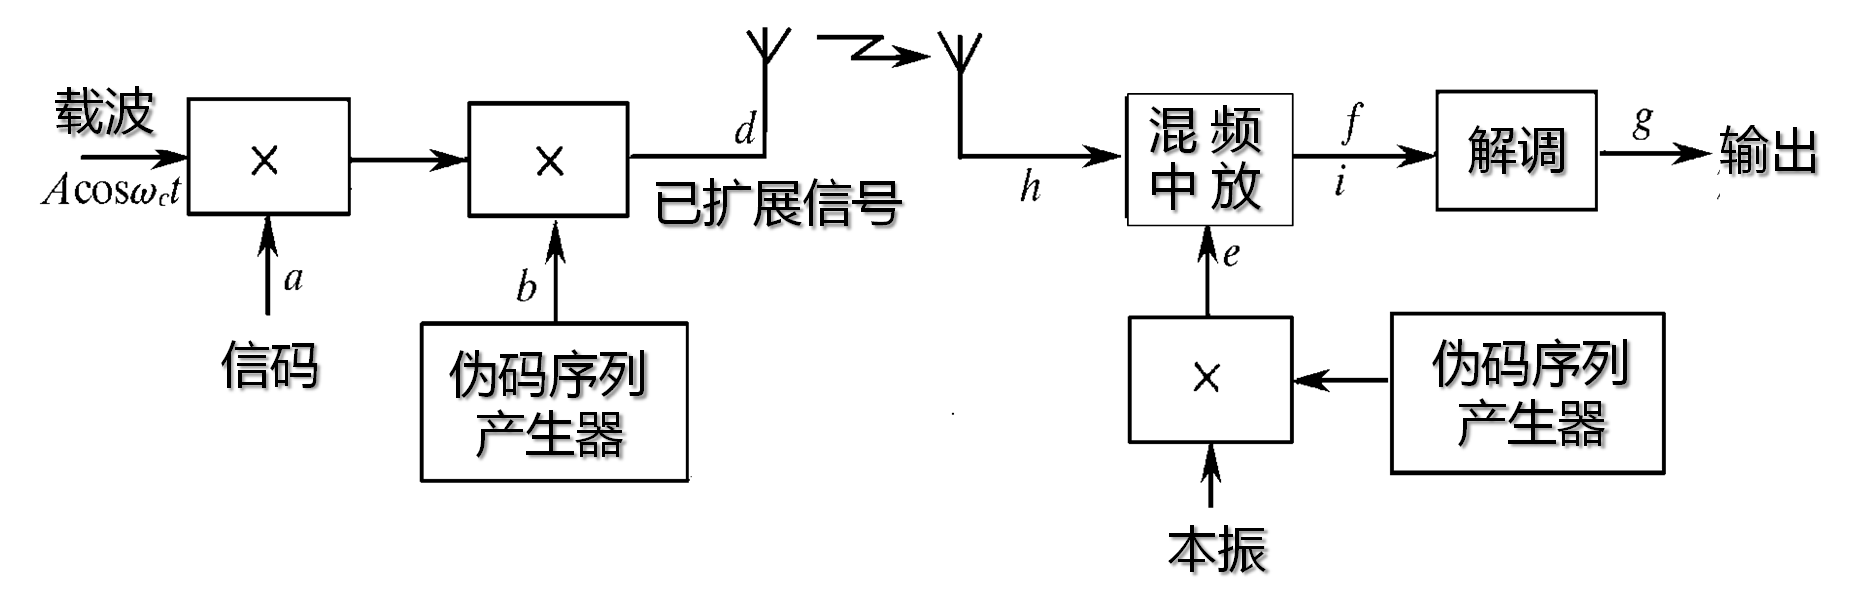 载波
Acosω_ct
×
a
信码
×
b
伪码序列
产生器
d
已扩展信号
h
混 频
中 放
f
i
解调
g
输出
e
×
伪码序列
产生器
本振